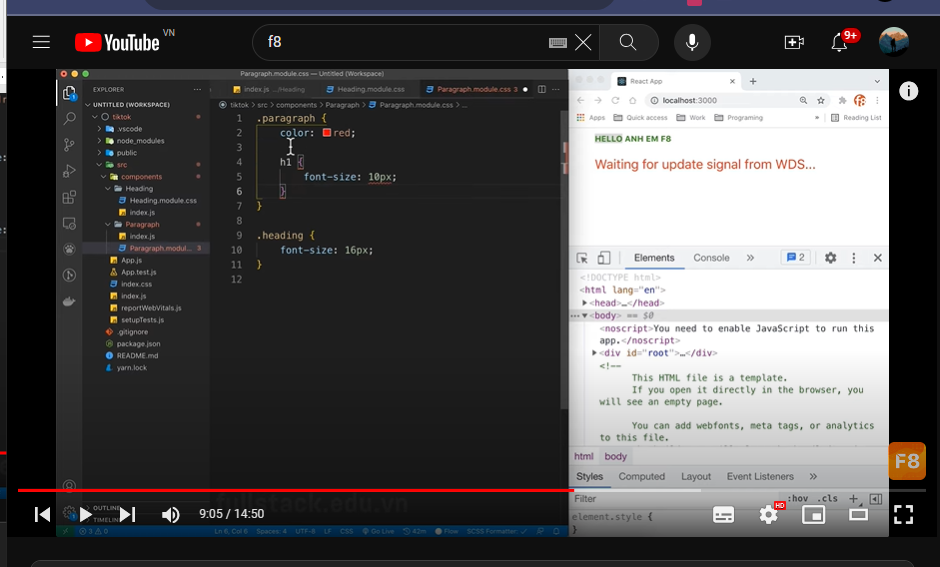 YouTube VN
f8
9+
Paragraph.module.css — Untitled (Workspace)
EXPLORER
index.js .../Heading
Heading.module.css
Paragraph.module.css 3
UNTITLED (WORKSPACE)
tiktok
.vscode
node_modules
public
src
components
Heading
Heading.module.css
index.js
Paragraph
index.js
Paragraph.modul... 3
App.js
App.test.js
index.css
index.js
reportWebVitals.js
setupTests.js
.gitignore
package.json
README.md
yarn.lock
OUTLINE
TIMELINE
tiktok > src > components > Paragraph > Paragraph.module.css > ...
1 .paragraph {
2 color: red;
3
4 h1 {
5 font-size: 10px;
6 }
7 }
8
9 .heading {
10 font-size: 16px;
11 }
12
React App
localhost:3000
Apps Quick access Work Programing » Reading List
HELLO ANH EM F8
Waiting for update signal from WDS...
Elements Console » 2
<!DOCTYPE html>
<html lang="en">
<head>…</head>
<body> == $0
<noscript>You need to enable JavaScript to run this
app.</noscript>
<div id="root">…</div>
<!--
This HTML file is a template.
If you open it directly in the browser, you
will see an empty page.
You can add webfonts, meta tags, or analytics
to this file.
html body
Styles Computed Layout Event Listeners »
Filter :hov .cls +
element.style {
}
F8
fullstack.edu.vn
9:05 / 14:50
HD
3 0 Ln 6, Col 6 Spaces: 4 UTF-8 LF CSS Go Live 42m Flow SCSS Formatter: ✓